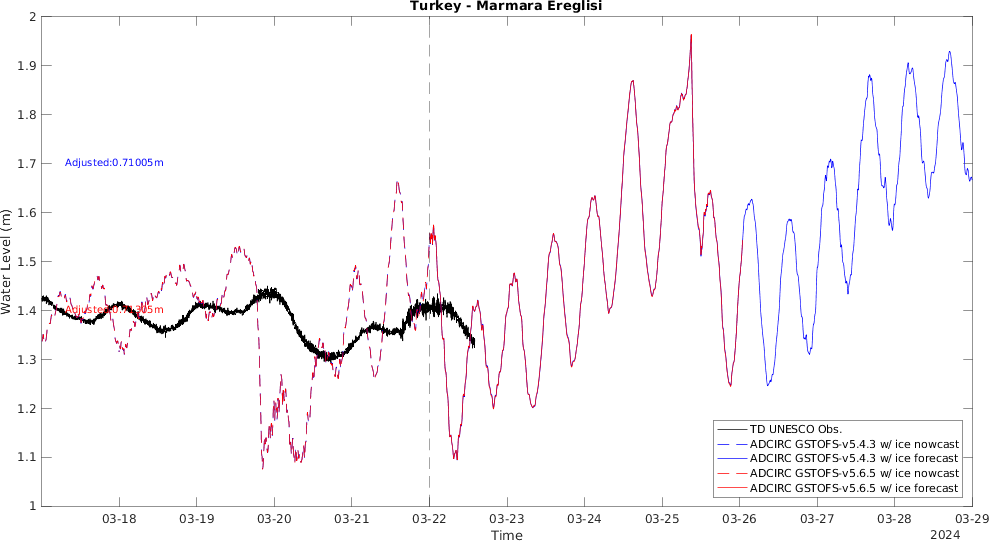 Turkey - Marmara Ereglisi
2
1.9
1.8
1.7
1.6
1.5
1.4
1.3
1.2
1.1
1
Water Level (m)
Adjusted:0.71005m
03-18
03-19
03-20
03-21
03-22
03-23
03-24
03-25
03-26
03-27
03-28
03-29
Time
2024
TD UNESCO Obs.
ADCIRC GSTOFS-v5.4.3 w/ ice nowcast
ADCIRC GSTOFS-v5.4.3 w/ ice forecast
ADCIRC GSTOFS-v5.6.5 w/ ice nowcast
ADCIRC GSTOFS-v5.6.5 w/ ice forecast